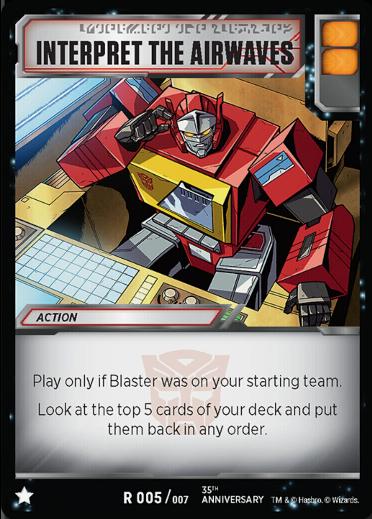 INTERPRET THE AIRWAVES
ACTION
Play only if Blaster was on your starting team.
Look at the top 5 cards of your deck and put
them back in any order.
R 005/007 35TH ANNIVERSARY TM & © Hasbro. © Wizards.